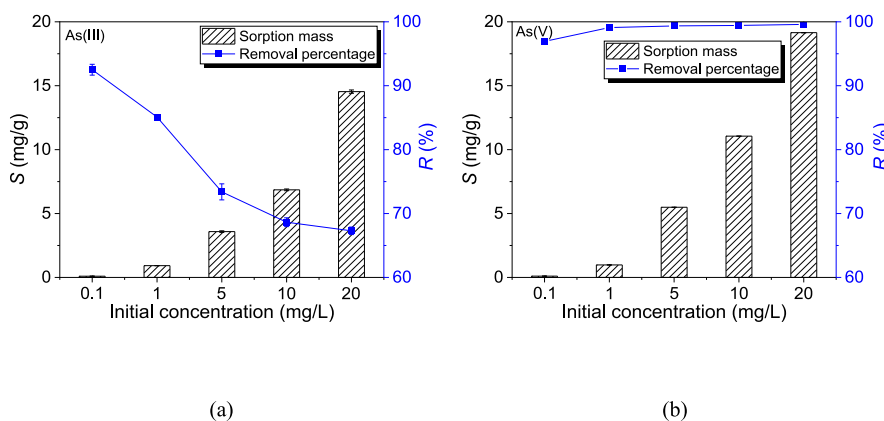 As(III)
Sorption mass
Removal percentage
20
15
10
5
0
S (mg/g)
100
90
80
70
60
R (%)
0.1 1 5 10 20
Initial concentration (mg/L)
(a)
As(V)
Sorption mass
Removal percentage
20
15
10
5
0
S (mg/g)
100
90
80
70
60
R (%)
0.1 1 5 10 20
Initial concentration (mg/L)
(b)